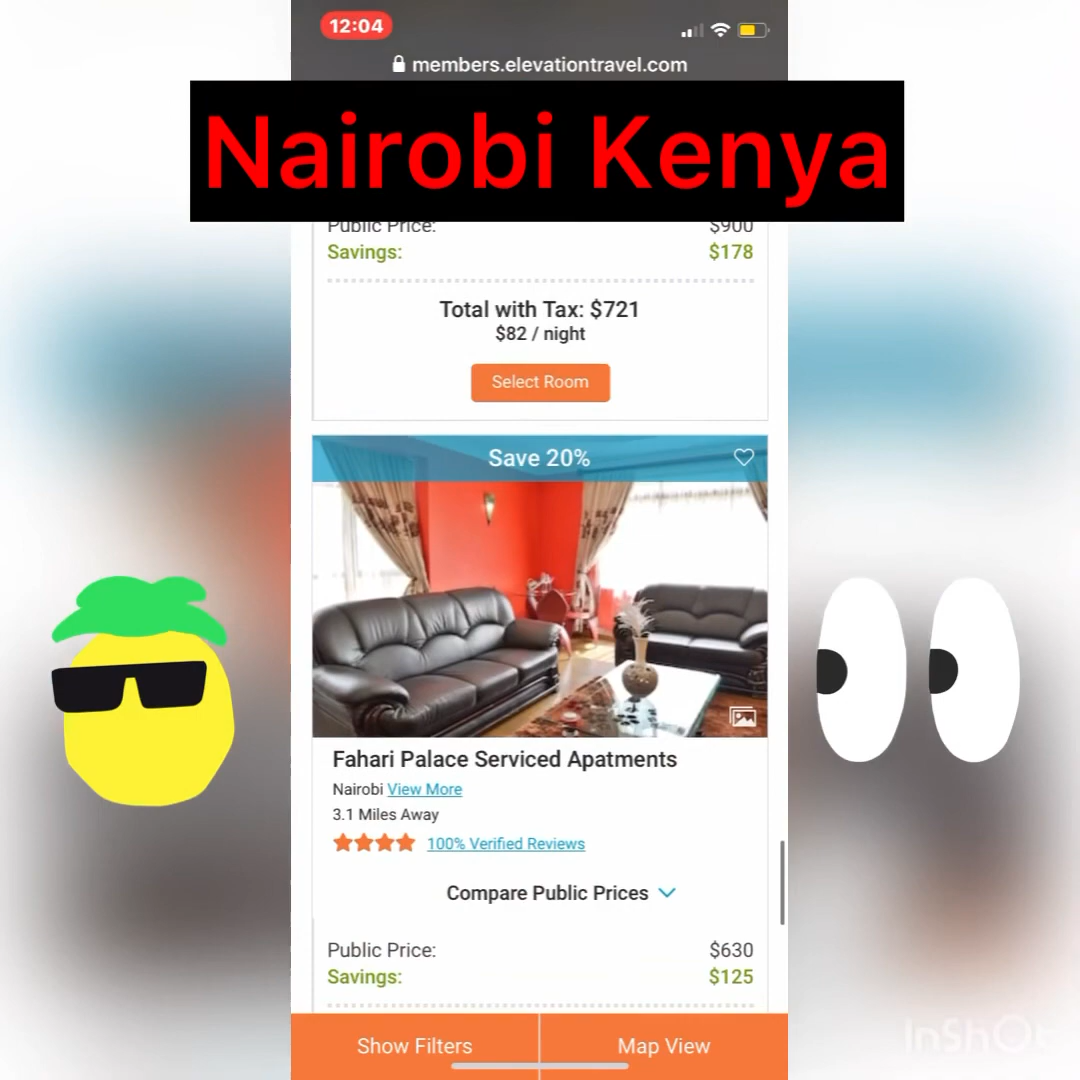 12:04
members.elevationtravel.com
Nairobi Kenya
Public Price: $900
Savings: $178
Total with Tax: $721
$82 / night
Select Room
Save 20%
Fahari Palace Serviced Apatments
Nairobi View More
3.1 Miles Away
100% Verified Reviews
Compare Public Prices
Public Price: $630
Savings: $125
Show Filters Map View
InShOt